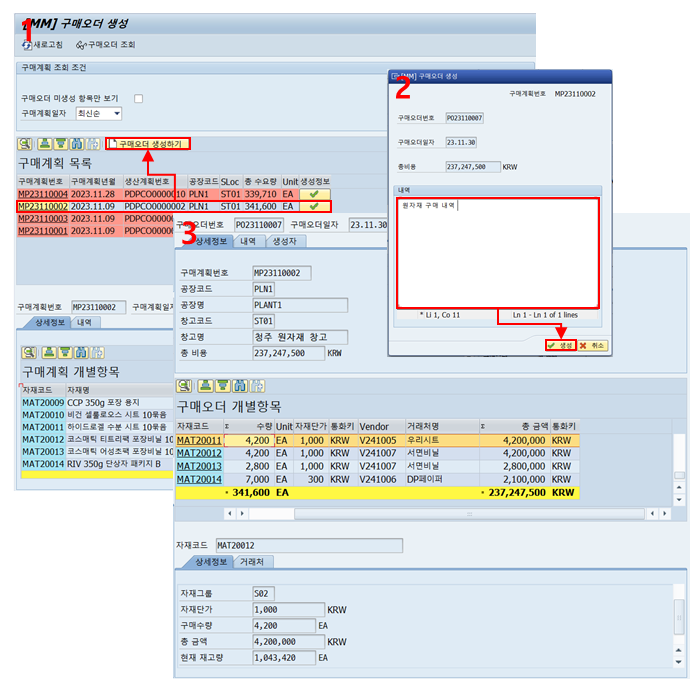 1
[MM] 구매오더 생성
새로고침 구매오더 조회
구매계획 조회 조건
구매오더 미생성 항목만 보기
구매계획일자 최신순
구매오더 생성하기
구매계획 목록
구매계획번호 구매계획년월 생산계획번호 공장코드 SLoc 총 수요량 Unit 생성정보
MP23110004 2023.11.28 PDPCO0000010 PLN1 ST01 339,710 EA
MP23110002 2023.11.09 PDPCO0000002 PLN1 ST01 341,600 EA
MP23110003 2023.11.09 PDPCO00000
MP23110001 2023.11.09 PDPCO00000
구매계획번호 MP23110002 구매계획일자
상세정보 내역
구매계획 개별항목
자재코드 자재명
MAT20009 CCP 350g 포장 용지
MAT20010 비건 셀룰로오스 시트 10묶음
MAT20011 하이드로겔 수분 시트 10묶음
MAT20012 코스메틱 티트리팩 포장비닐 10
MAT20013 코스메틱 어성초팩 포장비닐 10
MAT20014 RIV 350g 단상자 패키지 B
2
[MM] 구매오더 생성
구매계획번호 MP23110002
구매오더번호 PO23110007
구매오더일자 23.11.30
총비용 237,247,500 KRW
내역
원자재 구매 내역
* Li 1, Co 11 Ln 1 - Ln 1 of 1 lines
생성 취소
3
구매오더번호 PO23110007 구매오더일자 23.11.30
상세정보 내역 생성자
구매계획번호 MP23110002
공장코드 PLN1
공장명 PLANT1
창고코드 ST01
창고명 청주 원자재 창고
총 비용 237,247,500 KRW
구매오더 개별항목
자재코드 Σ 수량 Unit 자재단가 통화키 Vendor 거래처명 Σ 총 금액 통화키
MAT20011 4,200 EA 1,000 KRW V241005 우리시트 4,200,000 KRW
MAT20012 4,200 EA 1,000 KRW V241007 서면비닐 4,200,000 KRW
MAT20013 2,800 EA 1,000 KRW V241007 서면비닐 2,800,000 KRW
MAT20014 7,000 EA 300 KRW V241006 DP페이퍼 2,100,000 KRW
341,600 EA 237,247,500 KRW
자재코드 MAT20012
상세정보 거래처
자재그룹 S02
자재단가 1,000 KRW
구매수량 4,200 EA
총 금액 4,200,000 KRW
현재 재고량 1,043,420 EA